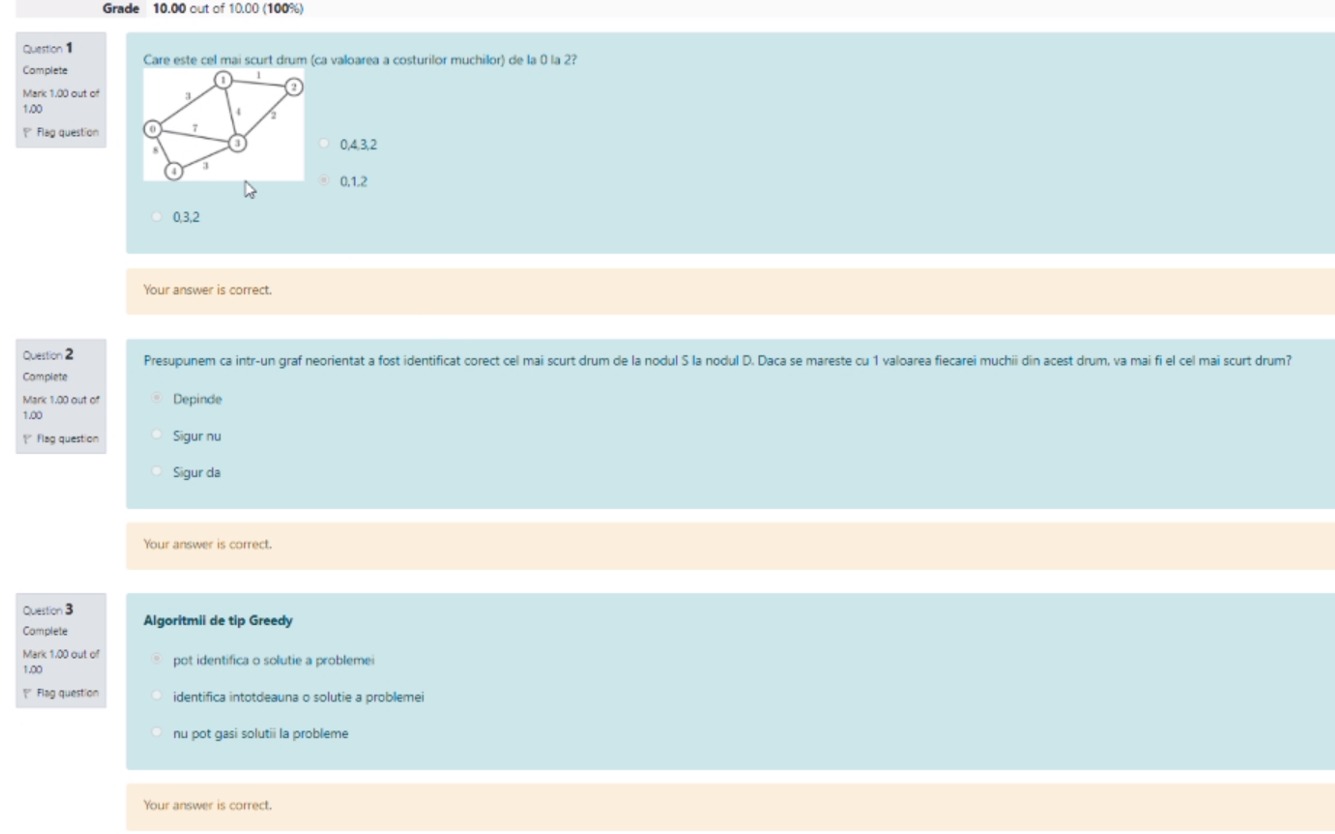 Grade 10.00 out of 10.00 (100%)
Question 1
Complete
Mark 1.00 out of
1.00
Flag question
Care este cel mai scurt drum (ca valoarea a costurilor muchilor) de la 0 la 2?
1
1
2
3
4
2
0
7
3
8
4
3
0,4,3,2
0,1,2
0,3,2
Your answer is correct.
Question 2
Complete
Mark 1.00 out of
1.00
Flag question
Presupunem ca intr-un graf neorientat a fost identificat corect cel mai scurt drum de la nodul S la nodul D. Daca se mareste cu 1 valoarea fiecarei muchii din acest drum, va mai fi el cel mai scurt drum?
Depinde
Sigur nu
Sigur da
Your answer is correct.
Question 3
Complete
Mark 1.00 out of
1.00
Flag question
Algoritmii de tip Greedy
pot identifica o solutie a problemei
identifica intotdeauna o solutie a problemei
nu pot gasi solutii la probleme
Your answer is correct.